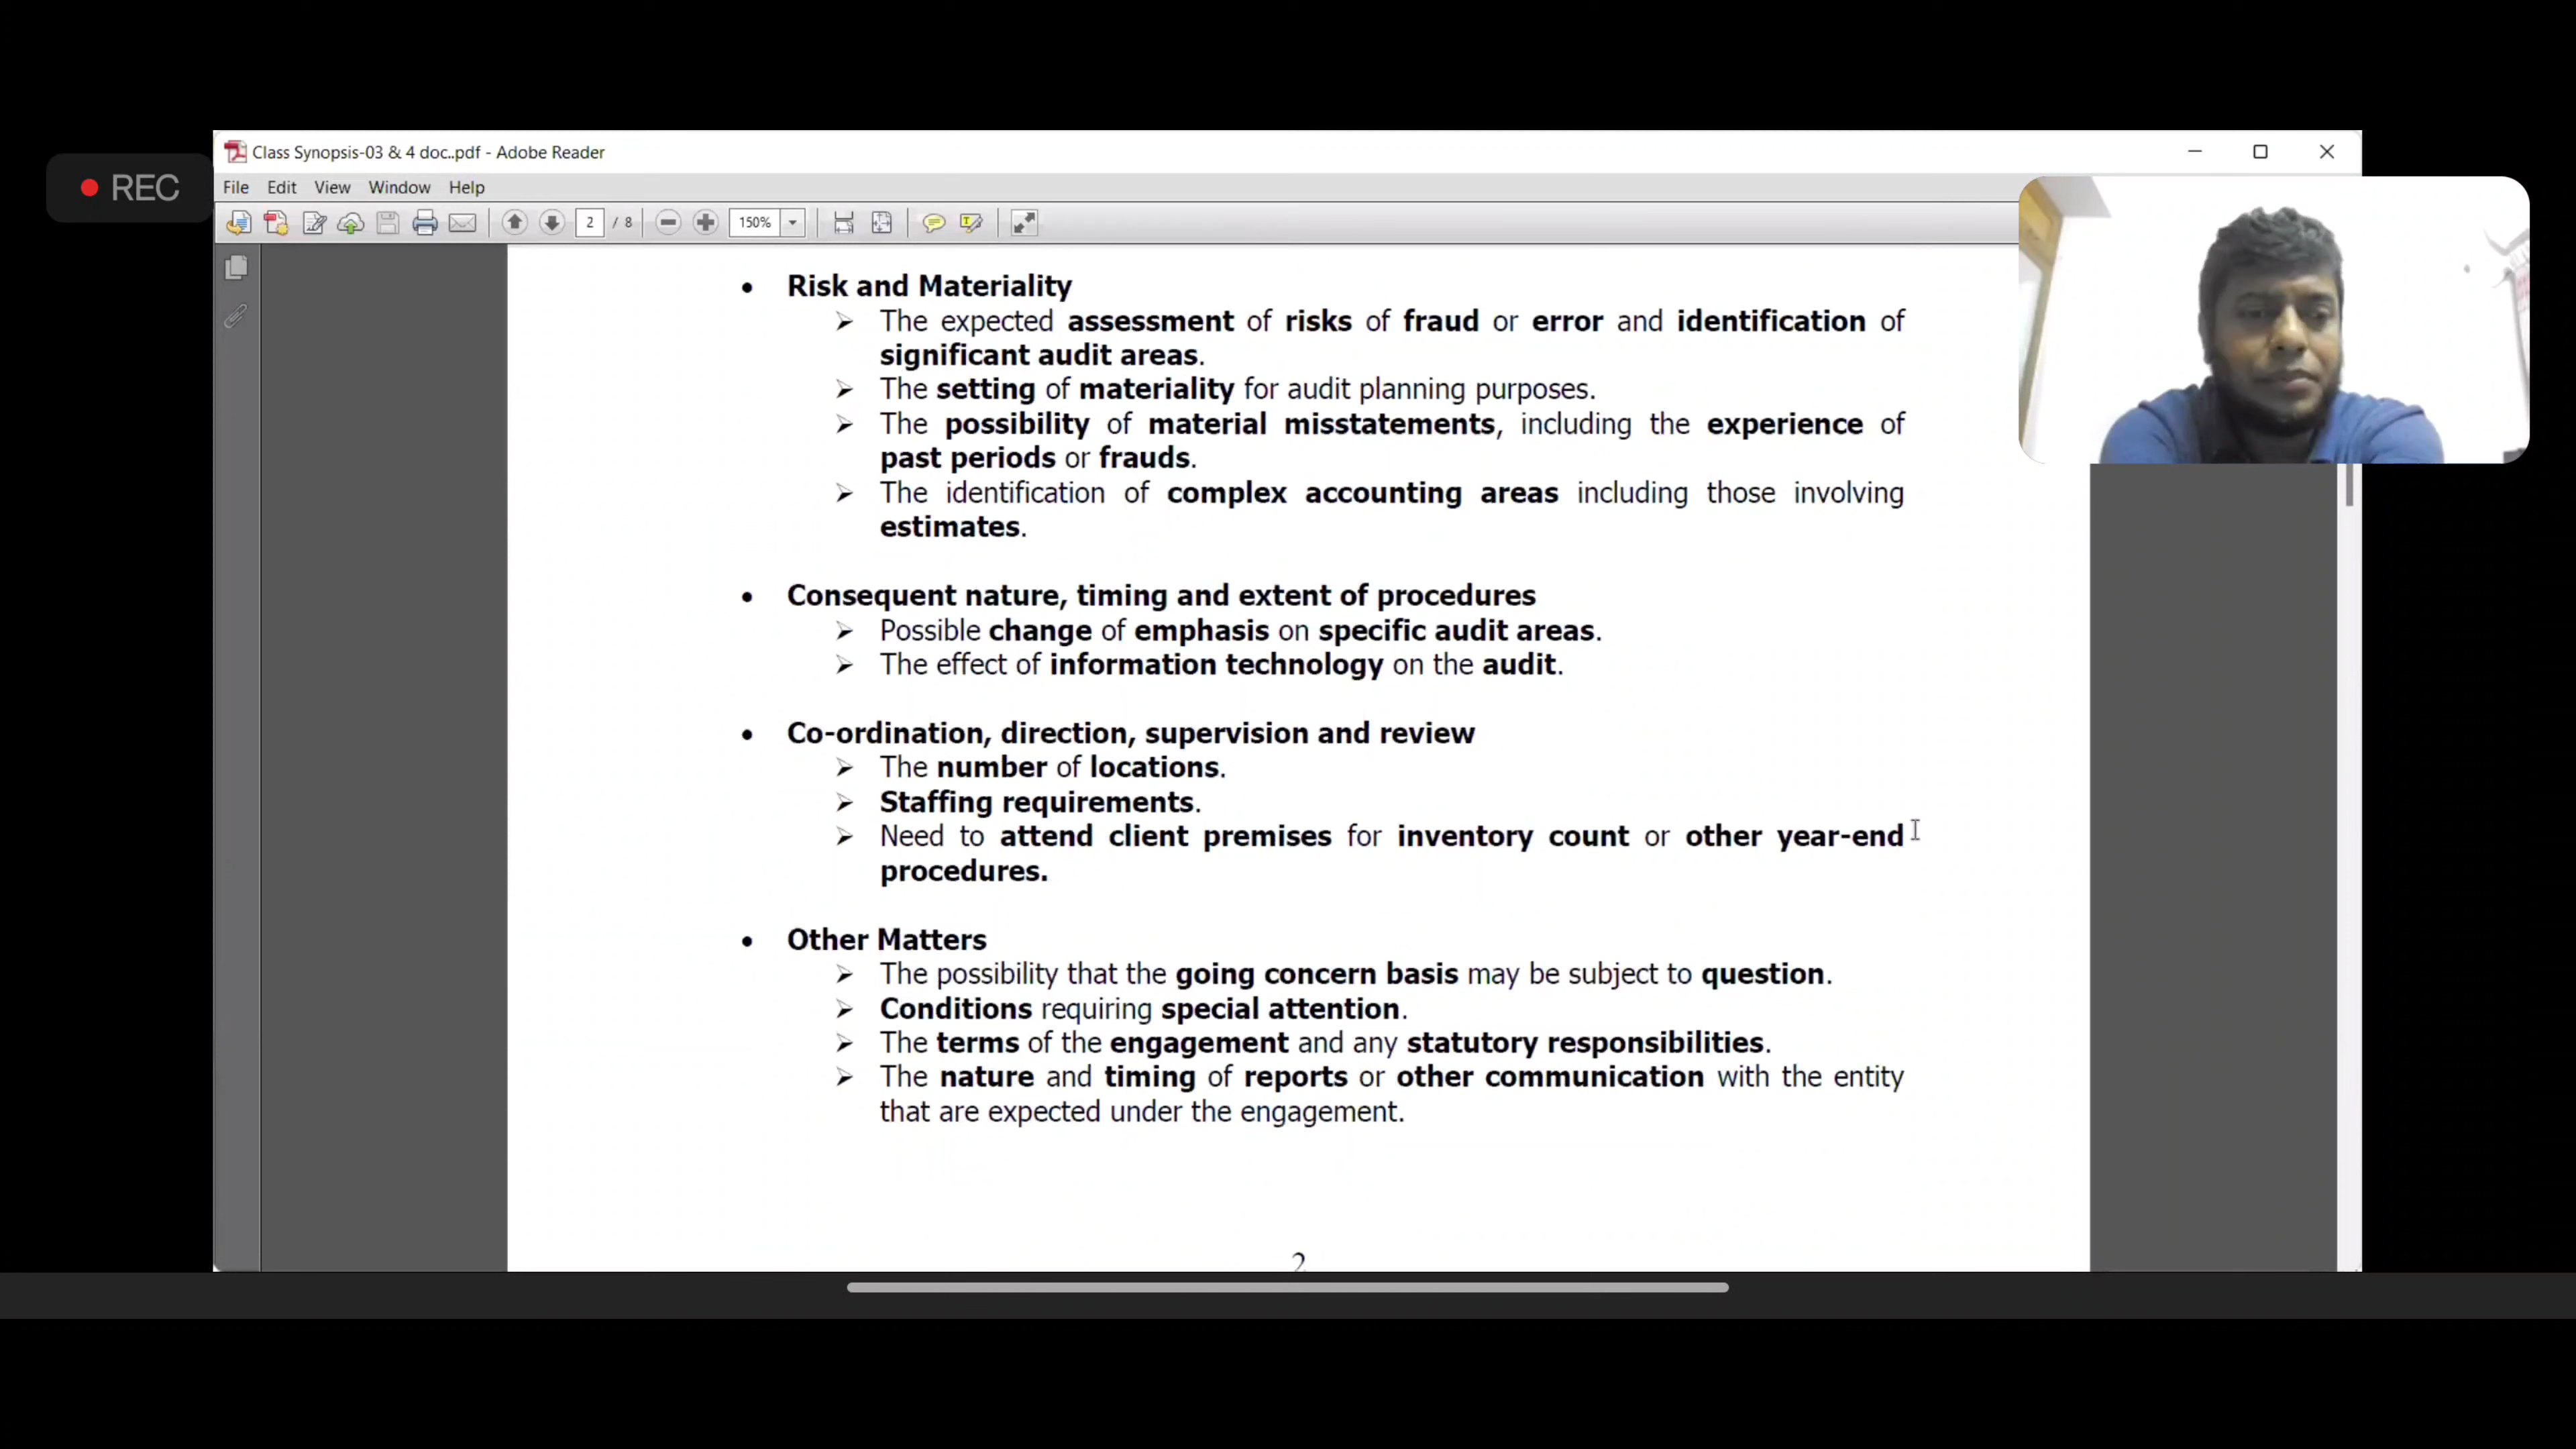 Class Synopsis-03 & 4 doc..pdf - Adobe Reader
REC
File Edit View Window Help
2 / 8 150%
• Risk and Materiality
➢ The expected assessment of risks of fraud or error and identification of
significant audit areas.
➢ The setting of materiality for audit planning purposes.
➢ The possibility of material misstatements, including the experience of
past periods or frauds.
➢ The identification of complex accounting areas including those involving
estimates.
• Consequent nature, timing and extent of procedures
➢ Possible change of emphasis on specific audit areas.
➢ The effect of information technology on the audit.
• Co-ordination, direction, supervision and review
➢ The number of locations.
➢ Staffing requirements.
➢ Need to attend client premises for inventory count or other year-end
procedures.
• Other Matters
➢ The possibility that the going concern basis may be subject to question.
➢ Conditions requiring special attention.
➢ The terms of the engagement and any statutory responsibilities.
➢ The nature and timing of reports or other communication with the entity
that are expected under the engagement.
2